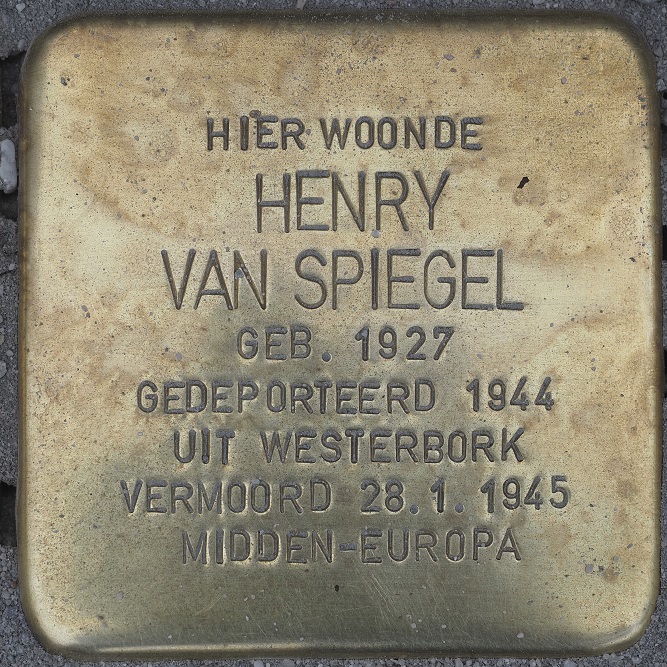 HIER WOONDE
HENRY
VAN SPIEGEL
GEB. 1927
GEDEPORTEERD 1944
UIT WESTERBORK
VERMOORD 28.1.1945
MIDDEN-EUROPA